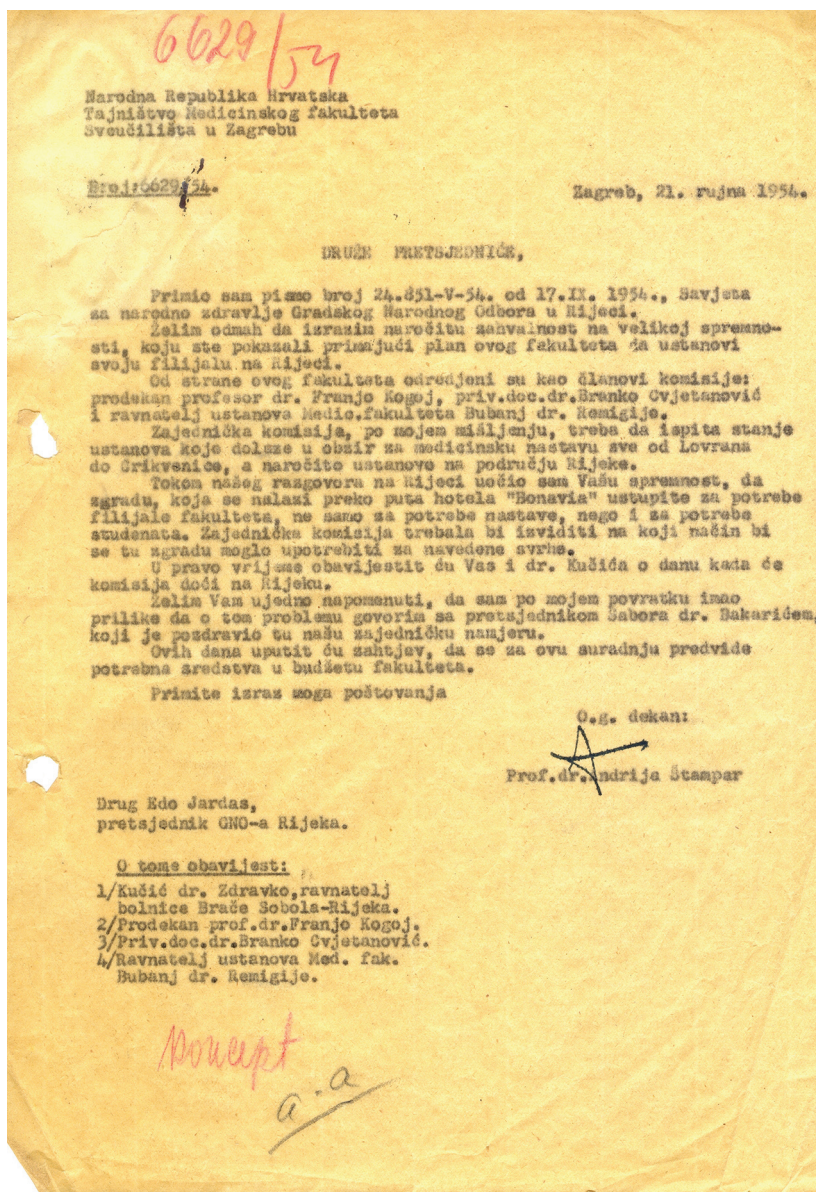 6629/54
Narodna Republika Hrvatska
Tajništvo Medicinskog fakulteta
Sveučilišta u Zagrebu
Broj:6629/54.
Zagreb, 21. rujna 1954.
DRUŽE PRETSJEDNIČE,
Primio sam pismo broj 24.851-V-54. od 17.IX. 1954., Savjeta
za narodno zdravlje Gradskog Narodnog Odbora u Rijeci.
Želim odmah da izrazim naročitu zahvalnost na velikoj spremno-
sti, koju ste pokazali primajući plan ovog fakulteta da ustanovi
svoju filijalu na Rijeci.
Od strane ovog fakulteta odredjeni su kao članovi komisije:
prodekan profesor dr. Franjo Kogoj, priv.doc.dr.Branko Cvjetanović
i ravnatelj ustanova Medic.fakulteta Bubanj dr. Remigije.
Zajednička komisija, po mojem mišljenju, treba da ispita stanje
ustanova koje dolaze u obzir za medicinsku nastavu sve od Lovrana
do Crikvenice, a naročito ustanove na području Rijeke.
Tokom našeg razgovora na Rijeci uočio sam Vašu spremnost, da
zgradu, koja se nalazi preko puta hotela "Bonavia" ustupite za potrebe
filijale fakulteta, ne samo za potrebe nastave, nego i za potrebe
studenata. Zajednička komisija trebala bi izviditi na koji način bi
se tu zgradu moglo upotrebiti za navedene svrhe.
U pravo vrijeme obavijestit ću Vas i dr. Kučića o danu kada će
komisija doći na Rijeku.
Želim Vam ujedno napomenuti, da sam po mojem povratku imao
prilike da o tom problemu govorim sa pretsjednikom Sabora dr. Bakarićem,
koji je pozdravio tu našu zajedničku namjeru.
Ovih dana uputit ću zahtjev, da se za ovu suradnju predvide
potrebna sredstva u budžetu fakulteta.
Primite izraz moga poštovanja
O.g. dekan:
Prof.dr.Andrija Štampar
Drug Edo Jardas,
pretsjednik GNO-a Rijeka.
O tome obavijest:
1/Kučić dr. Zdravko,ravnatelj
bolnice Braće Sobola-Rijeka.
2/Prodekan prof.dr.Franjo Kogoj.
3/Priv.doc.dr.Branko Cvjetanović.
4/Ravnatelj ustanova Med. fak.
Bubanj dr. Remigije.
Koncept
a.a